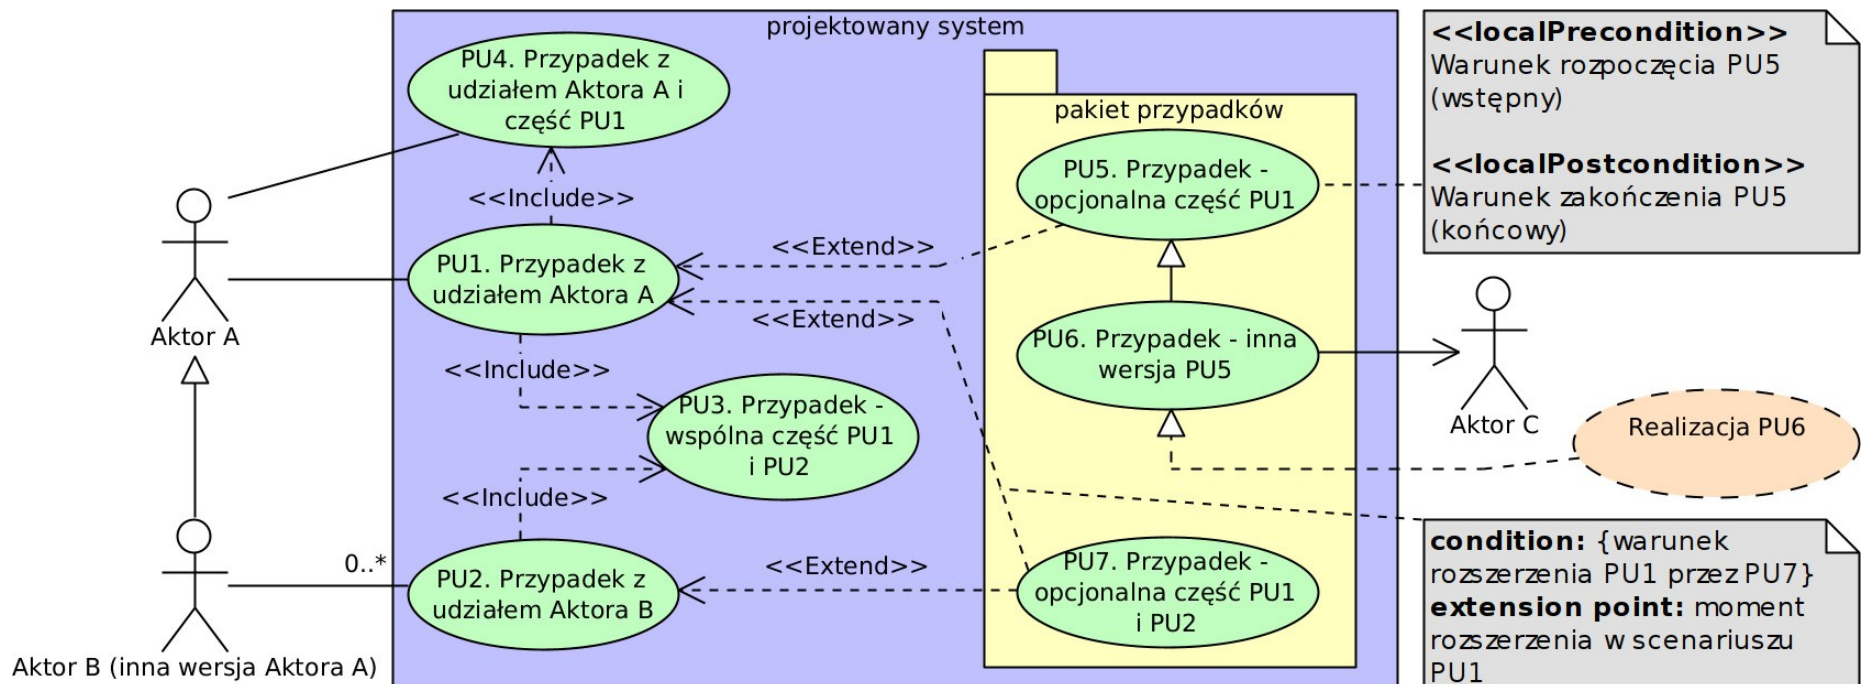 projektowany system
PU4. Przypadek z
udziałem Aktora A i
część PU1
<<Include>>
PU1. Przypadek z
udziałem Aktora A
Aktor A
<<Include>>
PU3. Przypadek -
wspólna część PU1
i PU2
<<Include>>
0..*
PU2. Przypadek z
udziałem Aktora B
Aktor B (inna wersja Aktora A)
<<Extend>>
<<Extend>>
<<Extend>>
pakiet przypadków
PU5. Przypadek -
opcjonalna część PU1
PU6. Przypadek - inna
wersja PU5
PU7. Przypadek -
opcjonalna część PU1
i PU2
<<localPrecondition>>
Warunek rozpoczęcia PU5
(wstępny)
<<localPostcondition>>
Warunek zakończenia PU5
(końcowy)
Aktor C
Realizacja PU6
condition: {warunek
rozszerzenia PU1 przez PU7}
extension point: moment
rozszerzenia w scenariuszu
PU1